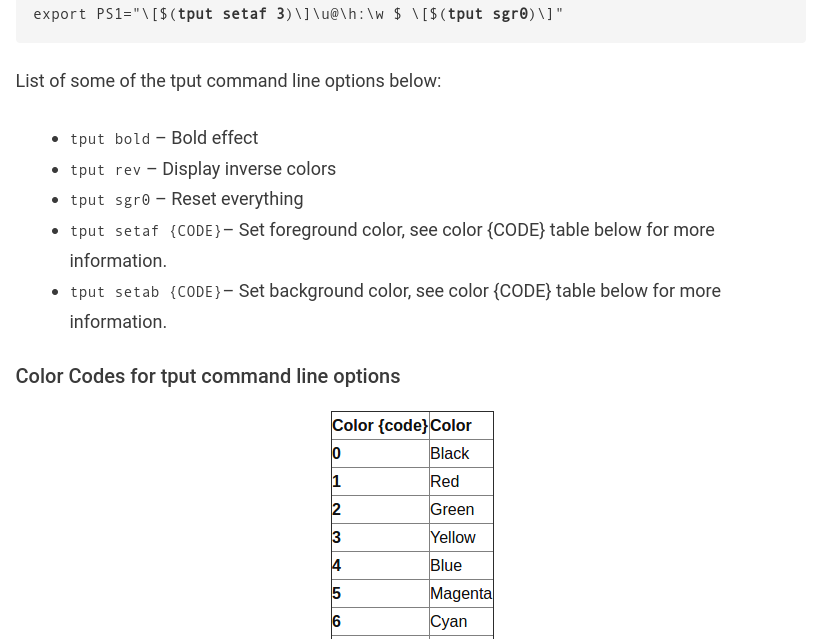 export PS1="\[$(tput setaf 3)\]\u@\h:\w $ \[$(tput sgr0)\]"
List of some of the tput command line options below:
• tput bold – Bold effect
• tput rev – Display inverse colors
• tput sgr0 – Reset everything
• tput setaf {CODE}– Set foreground color, see color {CODE} table below for more
information.
• tput setab {CODE}– Set background color, see color {CODE} table below for more
information.
Color Codes for tput command line options
Color {code} Color
0 Black
1 Red
2 Green
3 Yellow
4 Blue
5 Magenta
6 Cyan